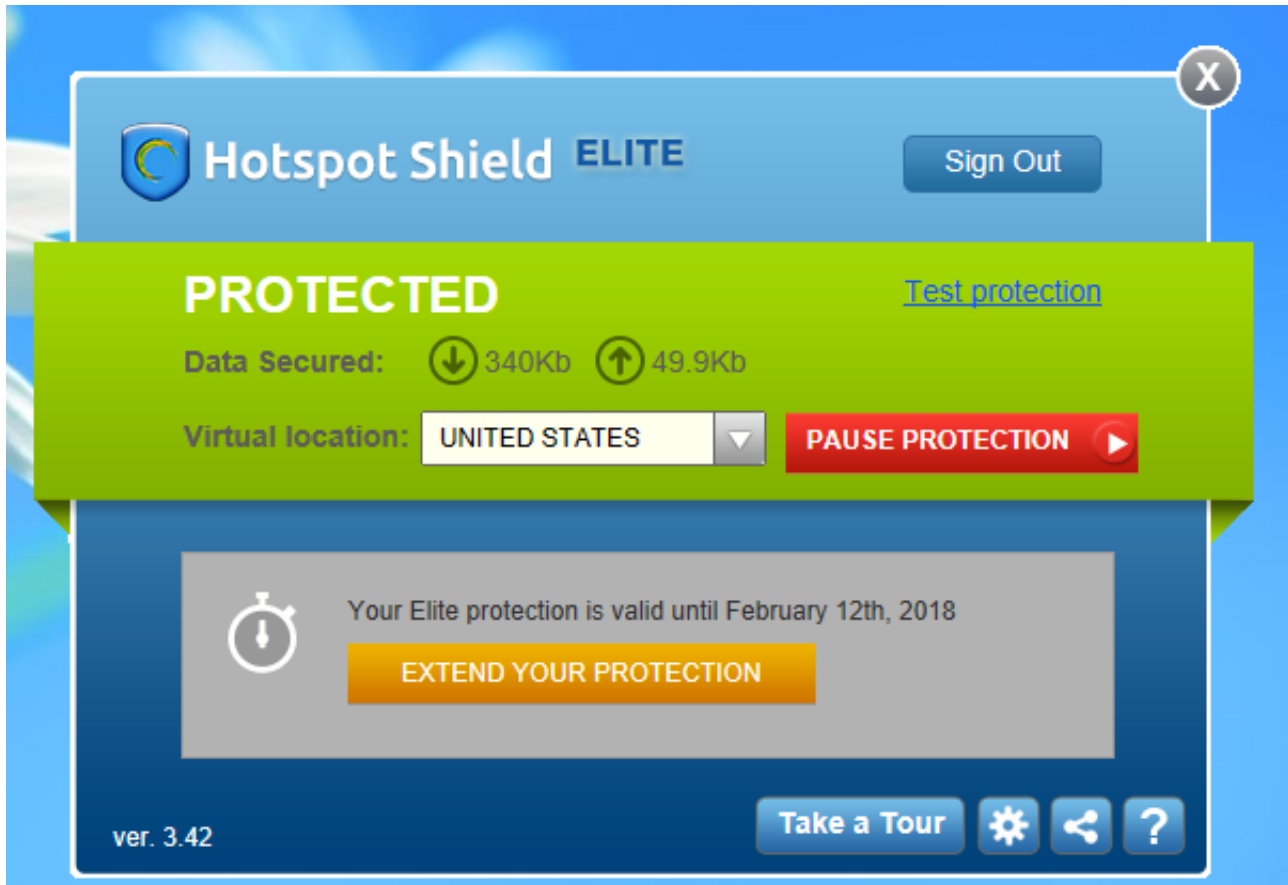 X
Hotspot Shield ELITE
Sign Out
PROTECTED
Test protection
Data Secured: 340Kb 49.9Kb
Virtual location: UNITED STATES PAUSE PROTECTION
Your Elite protection is valid until February 12th, 2018
EXTEND YOUR PROTECTION
ver. 3.42
Take a Tour
?